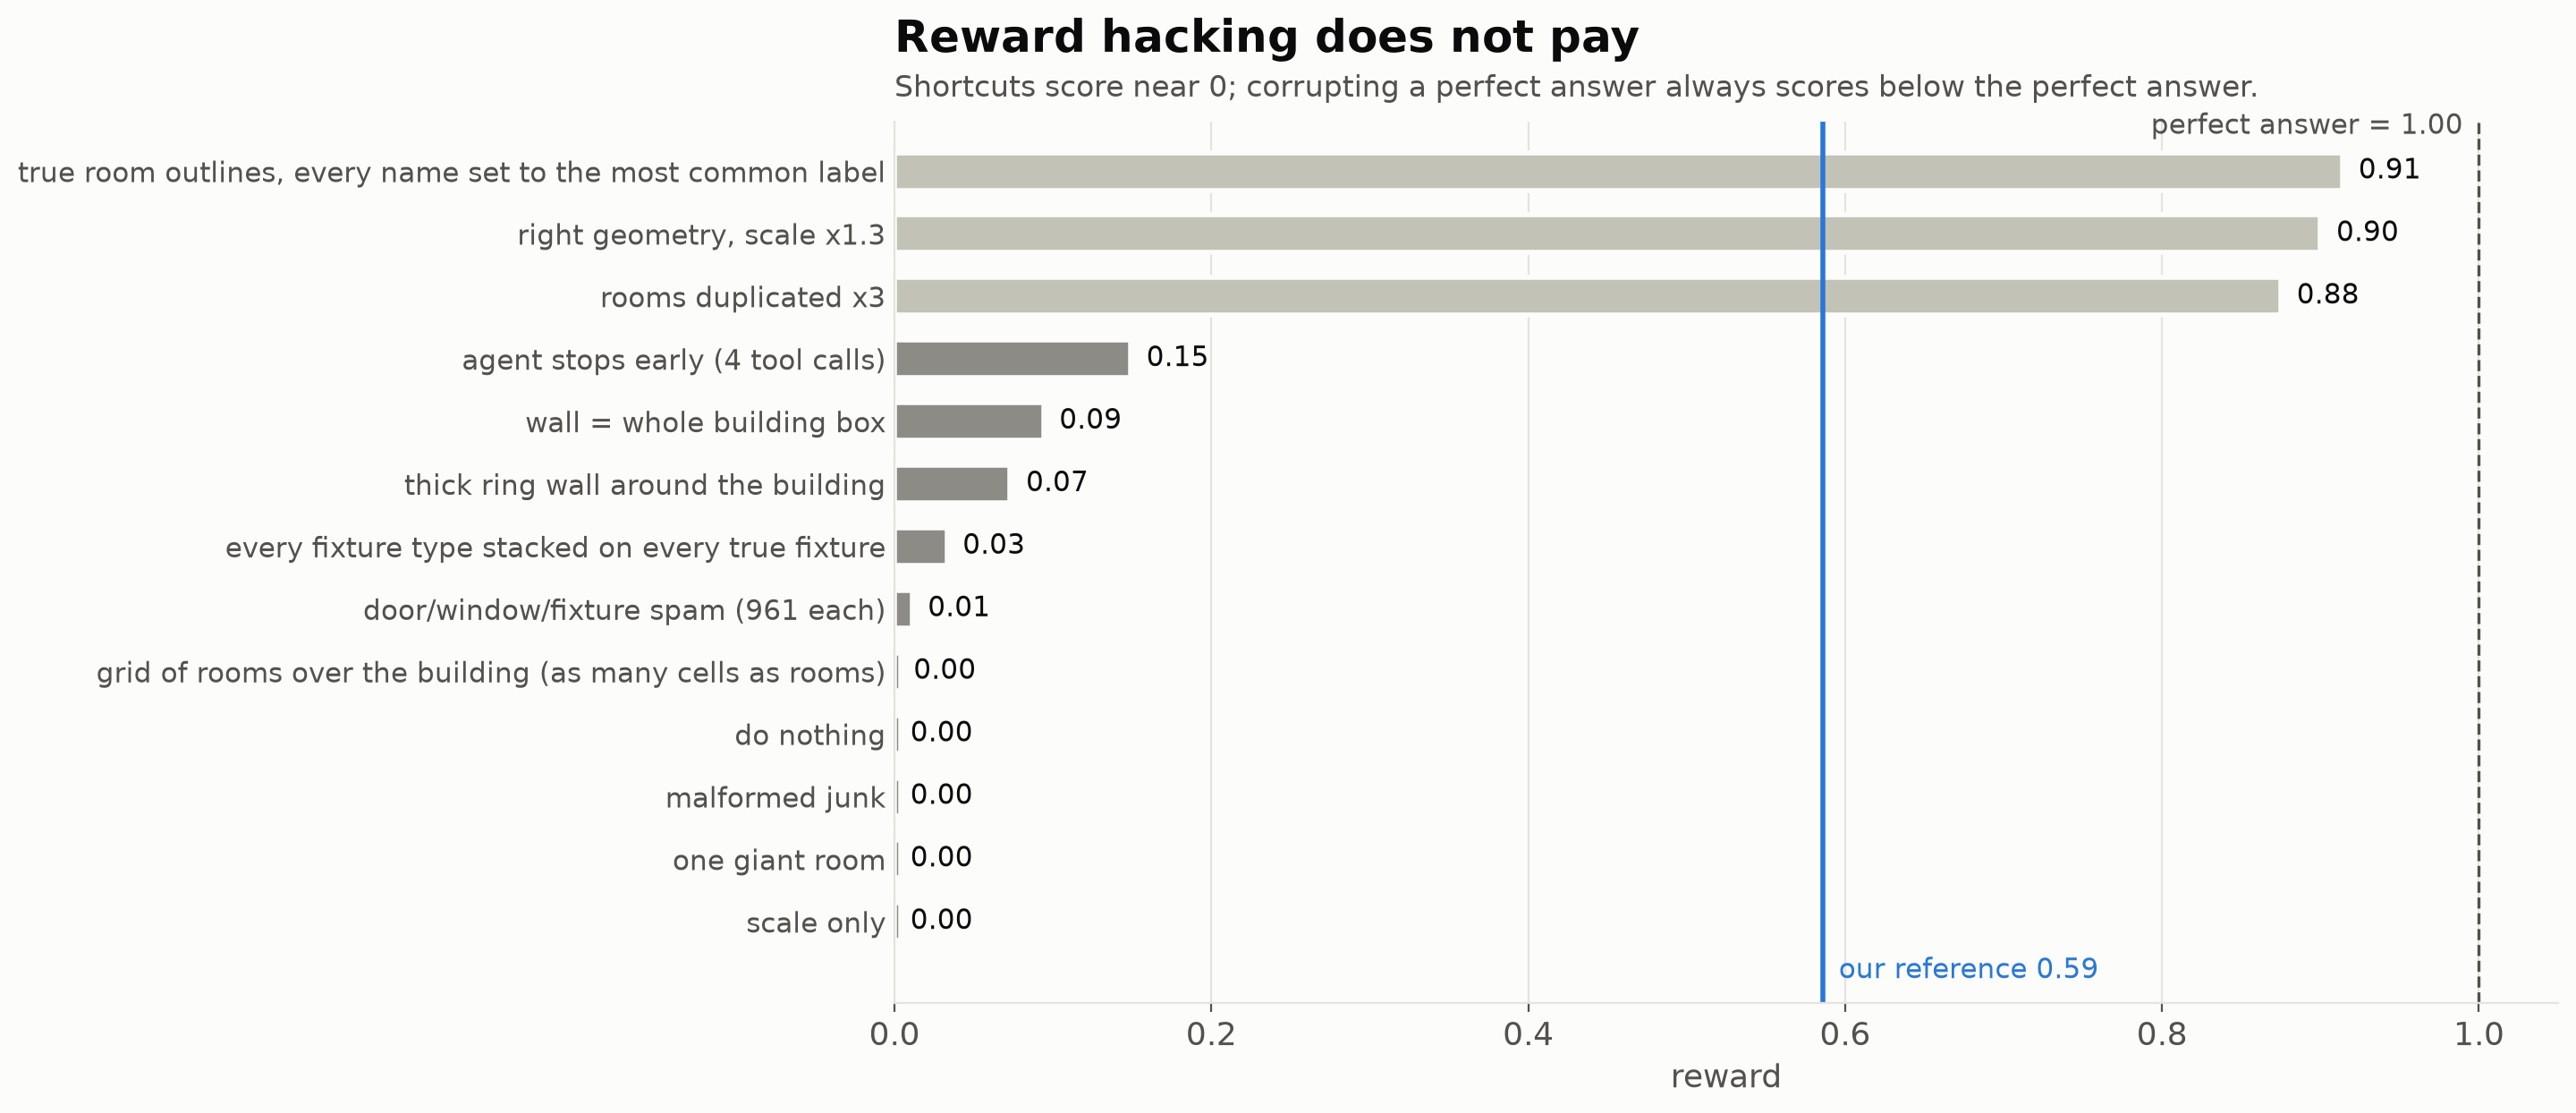 Reward hacking does not pay
Shortcuts score near 0; corrupting a perfect answer always scores below the perfect answer.
perfect answer = 1.00
true room outlines, every name set to the most common label 0.91
right geometry, scale x1.3 0.90
rooms duplicated x3 0.88
agent stops early (4 tool calls) 0.15
wall = whole building box 0.09
thick ring wall around the building 0.07
every fixture type stacked on every true fixture 0.03
door/window/fixture spam (961 each) 0.01
grid of rooms over the building (as many cells as rooms) 0.00
do nothing 0.00
malformed junk 0.00
one giant room 0.00
scale only 0.00
our reference 0.59
0.0 0.2 0.4 0.6 0.8 1.0
reward